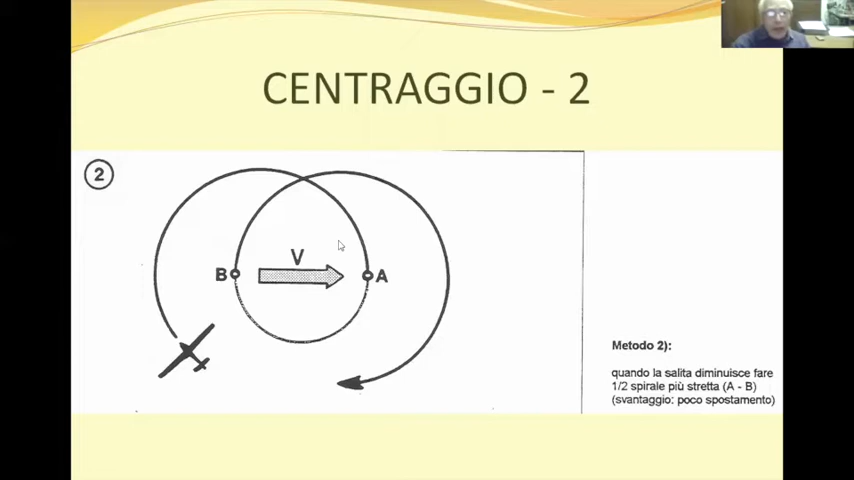 CENTRAGGIO - 2
2
V
B
A
Metodo 2):
quando la salita diminuisce fare
1/2 spirale più stretta (A - B)
(svantaggio: poco spostamento)